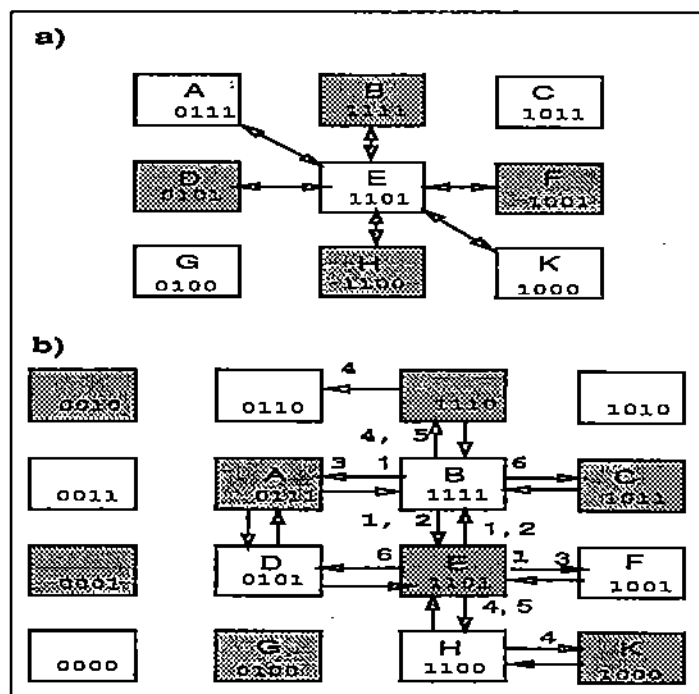 a)
A B C
0111 1111 1011
D E F
0101 1101 1001
G H K
0100 1100 1000
b)
4
0010 0110 1110 1010
4, 5
A 3 1 B 6 C
0011 0111 1111 1011
1, 2 1, 2
D 6 E 1 3 F
0001 0101 1101 1001
4, 5
G H 4 K
0000 0100 1100 1000